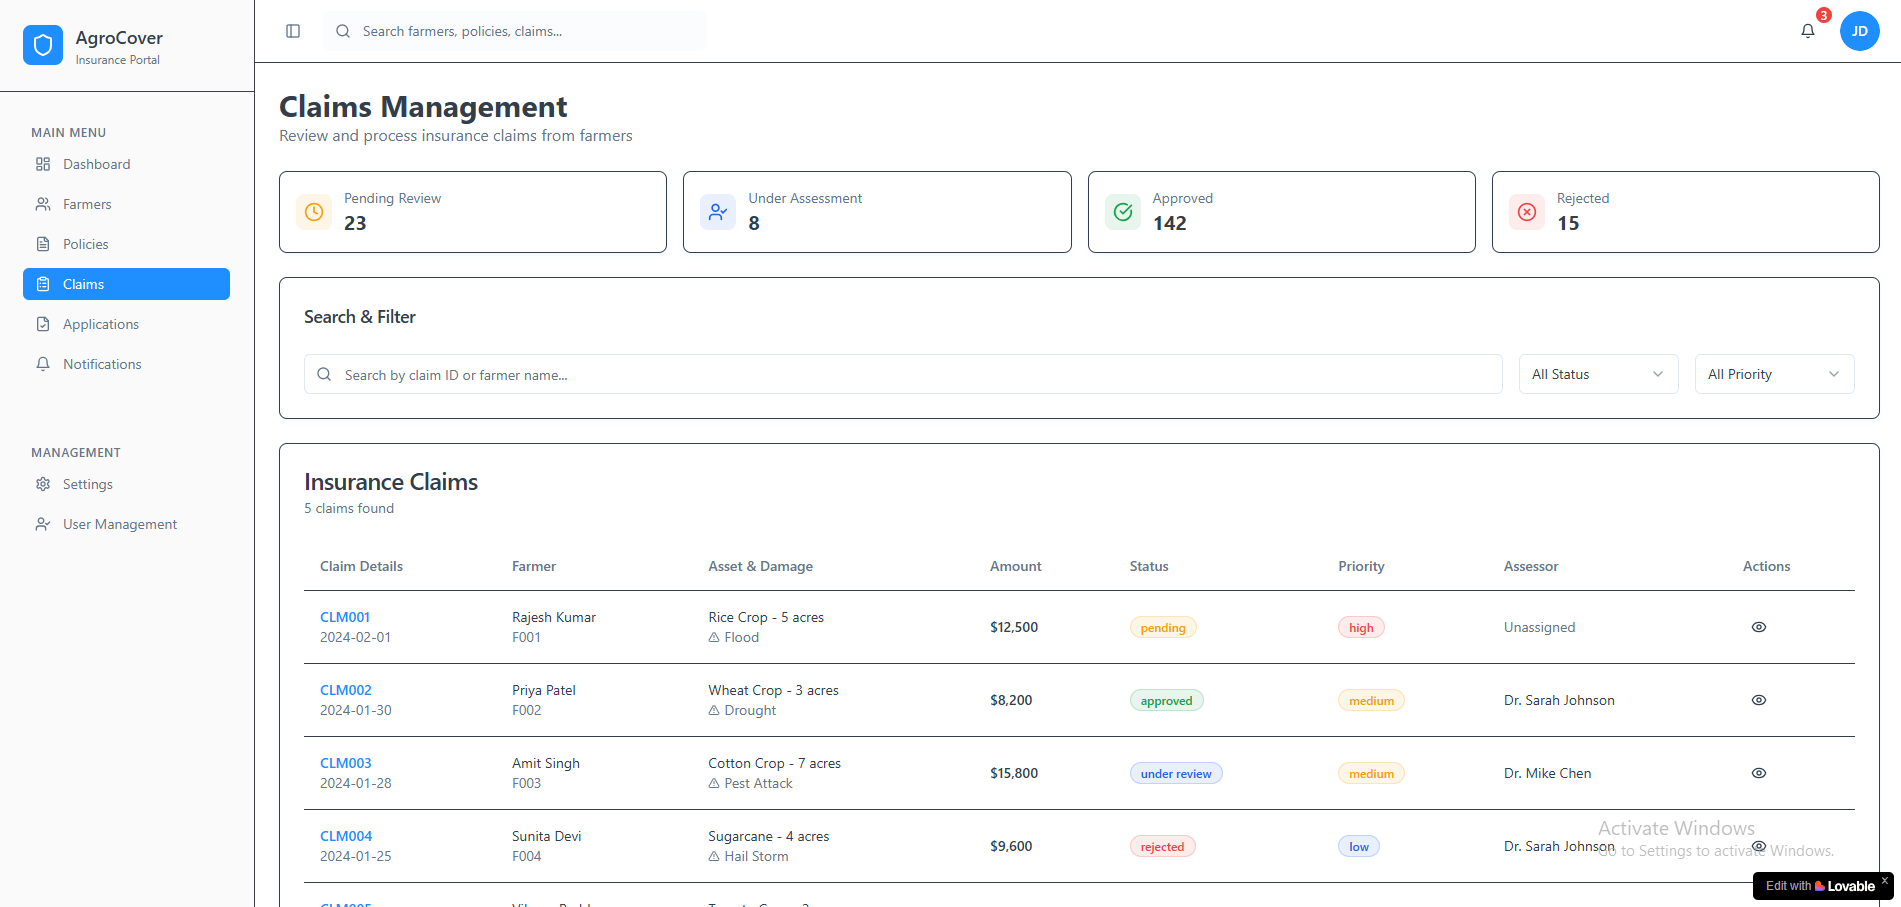 AgroCover
Insurance Portal
Search farmers, policies, claims...
3
JD
MAIN MENU
Dashboard
Farmers
Policies
Claims
Applications
Notifications
MANAGEMENT
Settings
User Management
Claims Management
Review and process insurance claims from farmers
Pending Review
23
Under Assessment
8
Approved
142
Rejected
15
Search & Filter
Search by claim ID or farmer name...
All Status
All Priority
Insurance Claims
5 claims found
Claim Details Farmer Asset & Damage Amount Status Priority Assessor Actions
CLM001 Rajesh Kumar Rice Crop - 5 acres $12,500 pending high Unassigned
2024-02-01 F001 Flood
CLM002 Priya Patel Wheat Crop - 3 acres $8,200 approved medium Dr. Sarah Johnson
2024-01-30 F002 Drought
CLM003 Amit Singh Cotton Crop - 7 acres $15,800 under review medium Dr. Mike Chen
2024-01-28 F003 Pest Attack
CLM004 Sunita Devi Sugarcane - 4 acres $9,600 rejected low Dr. Sarah Johnson
2024-01-25 F004 Hail Storm
Activate Windows
Go to Settings to activate Windows.
Edit with Lovable